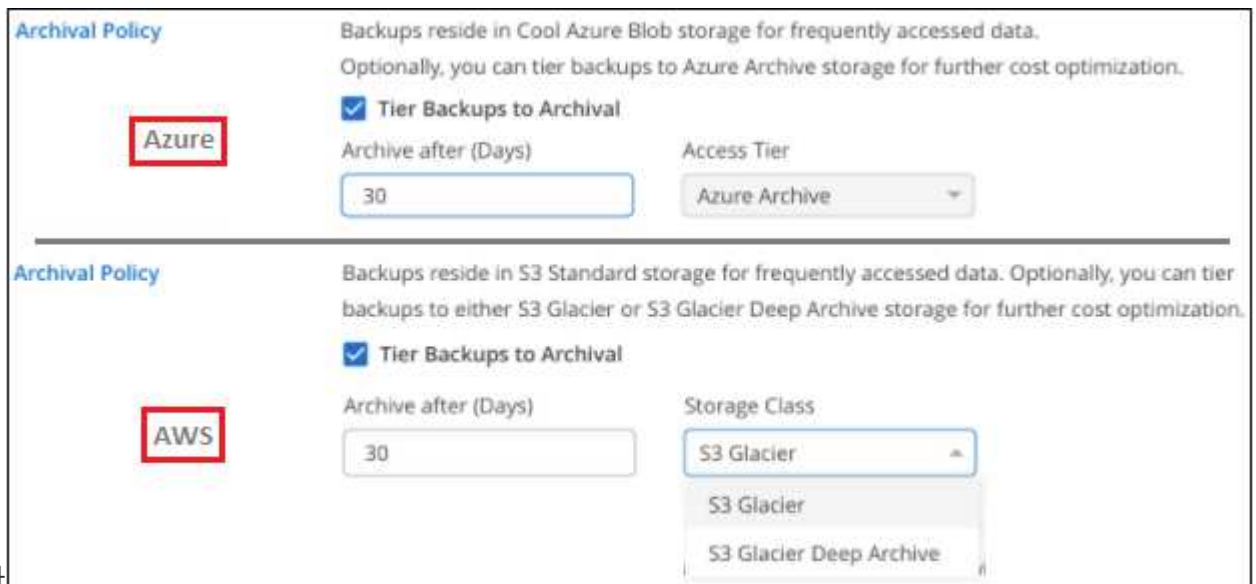 Archival Policy
Backups reside in Cool Azure Blob storage for frequently accessed data.
Optionally, you can tier backups to Azure Archive storage for further cost optimization.
Tier Backups to Archival
Azure
Archive after (Days)
Access Tier
30
Azure Archive
Archival Policy
Backups reside in S3 Standard storage for frequently accessed data. Optionally, you can tier
backups to either S3 Glacier or S3 Glacier Deep Archive storage for further cost optimization.
Tier Backups to Archival
AWS
Archive after (Days)
Storage Class
30
S3 Glacier
S3 Glacier
S3 Glacier Deep Archive